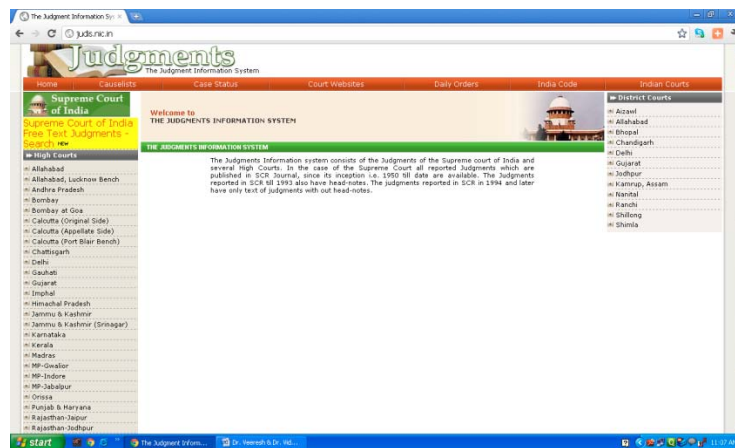 The Judgment Information Sys
juds.nic.in
Judgments
The Judgment Information System
Home Causelists Case Status Court Websites Daily Orders India Code Indian Courts
Supreme Court
of India
Supreme Court of India
Free Text Judgments -
Search NEW
High Courts
Allahabad
Allahabad, Lucknow Bench
Andhra Pradesh
Bombay
Bombay at Goa
Calcutta (Original Side)
Calcutta (Appellate Side)
Calcutta (Port Blair Bench)
Chattisgarh
Delhi
Gauhati
Gujarat
Imphal
Himachal Pradesh
Jammu & Kashmir
Jammu & Kashmir (Srinagar)
Karnataka
Kerala
Madras
MP-Gwalior
MP-Indore
MP-Jabalpur
Orissa
Punjab & Haryana
Rajasthan-Jaipur
Rajasthan-Jodhpur
Welcome to
THE JUDGMENTS INFORMATION SYSTEM
THE JUDGMENTS INFORMATION SYSTEM
The Judgments Information system consists of the Judgments of the Supreme court of India and
several High Courts. In the case of the Supreme Court all reported Judgments which are
published in SCR Journal, since its inception i.e. 1950 till date are available. The Judgments
reported in SCR till 1993 also have head-notes. The judgments reported in SCR in 1994 and later
have only text of judgments with out head-notes.
District Courts
Aizawl
Allahabad
Bhopal
Chandigarh
Delhi
Gujarat
Jodhpur
Kamrup, Assam
Nanital
Ranchi
Shillong
Shimla
start
The Judgment Inform...
Dr. Veeresh & Dr. Vid...
11:07 AM